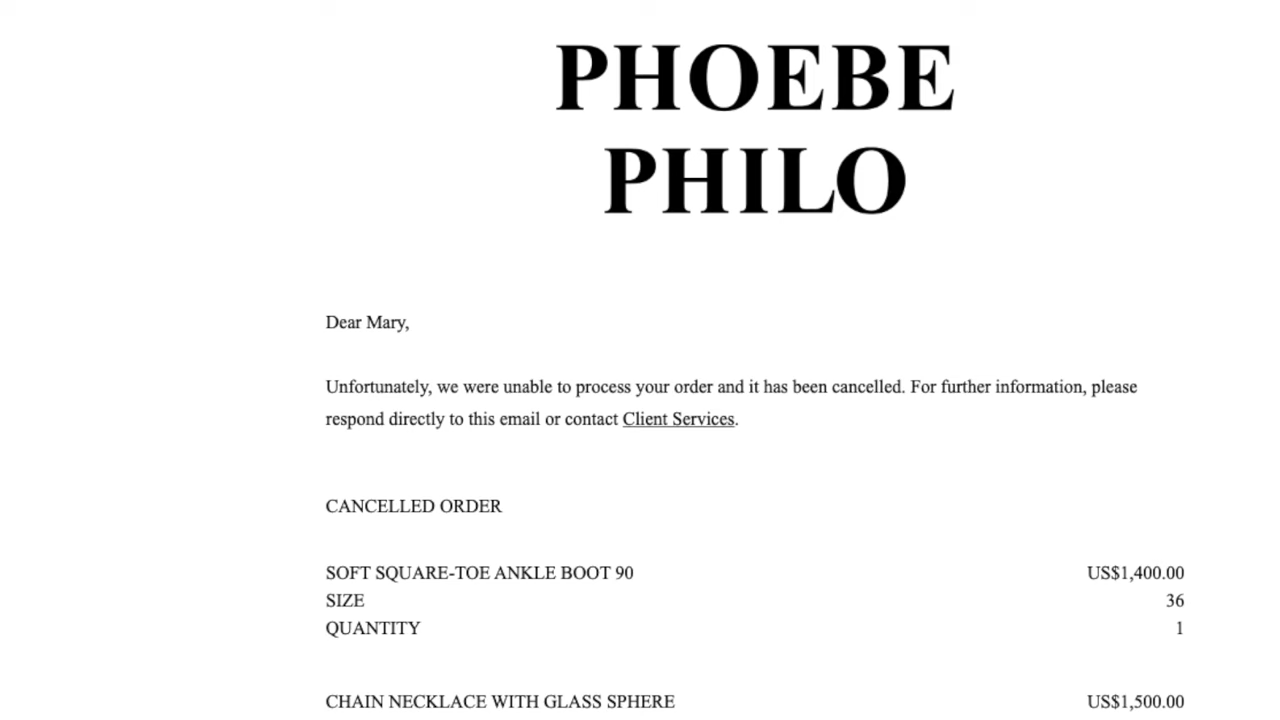 PHOEBE
PHILO
Dear Mary,
Unfortunately, we were unable to process your order and it has been cancelled. For further information, please
respond directly to this email or contact Client Services.
CANCELLED ORDER
SOFT SQUARE-TOE ANKLE BOOT 90 US$1,400.00
SIZE 36
QUANTITY 1
CHAIN NECKLACE WITH GLASS SPHERE US$1,500.00